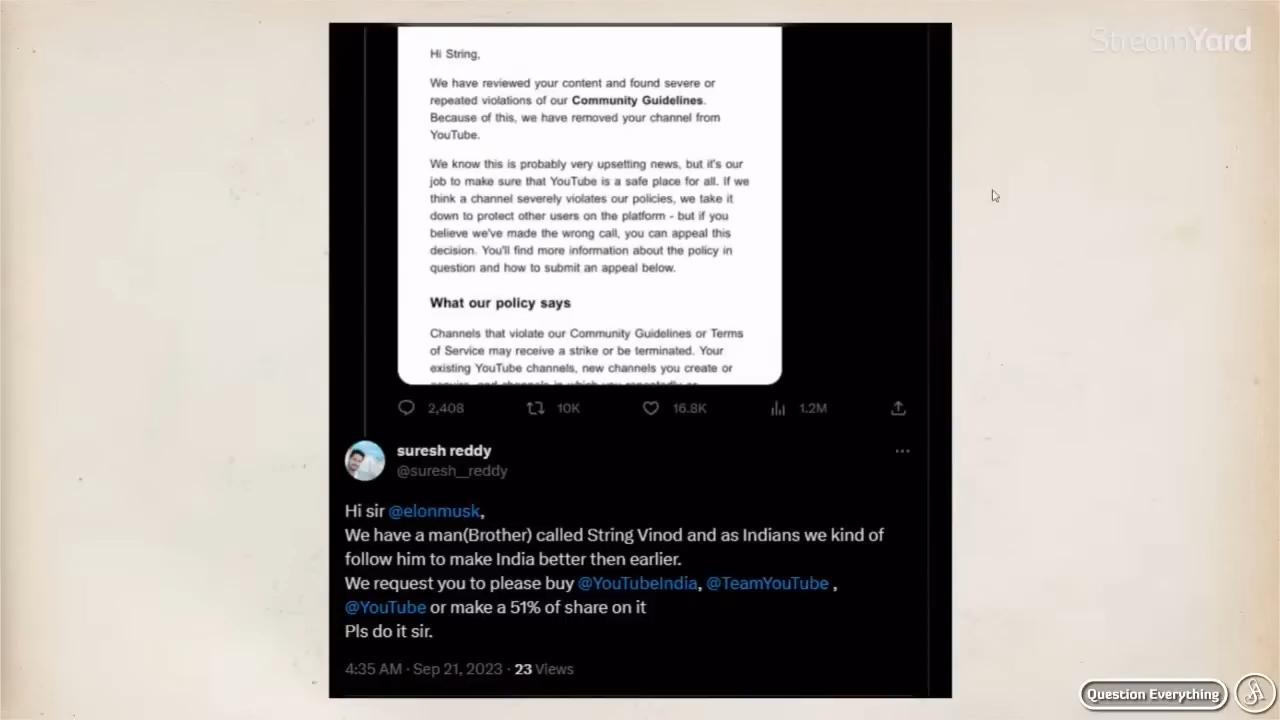 StreamYard
Hi String,
We have reviewed your content and found severe or
repeated violations of our Community Guidelines.
Because of this, we have removed your channel from
YouTube.
We know this is probably very upsetting news, but it's our
job to make sure that YouTube is a safe place for all. If we
think a channel severely violates our policies, we take it
down to protect other users on the platform - but if you
believe we've made the wrong call, you can appeal this
decision. You'll find more information about the policy in
question and how to submit an appeal below.
What our policy says
Channels that violate our Community Guidelines or Terms
of Service may receive a strike or be terminated. Your
existing YouTube channels, new channels you create or
2,408 10K 16.8K 1.2M
suresh reddy
@suresh__reddy
Hi sir @elonmusk,
We have a man(Brother) called String Vinod and as Indians we kind of
follow him to make India better then earlier.
We request you to please buy @YouTubeIndia, @TeamYouTube ,
@YouTube or make a 51% of share on it
Pls do it sir.
4:35 AM · Sep 21, 2023 · 23 Views
Question Everything